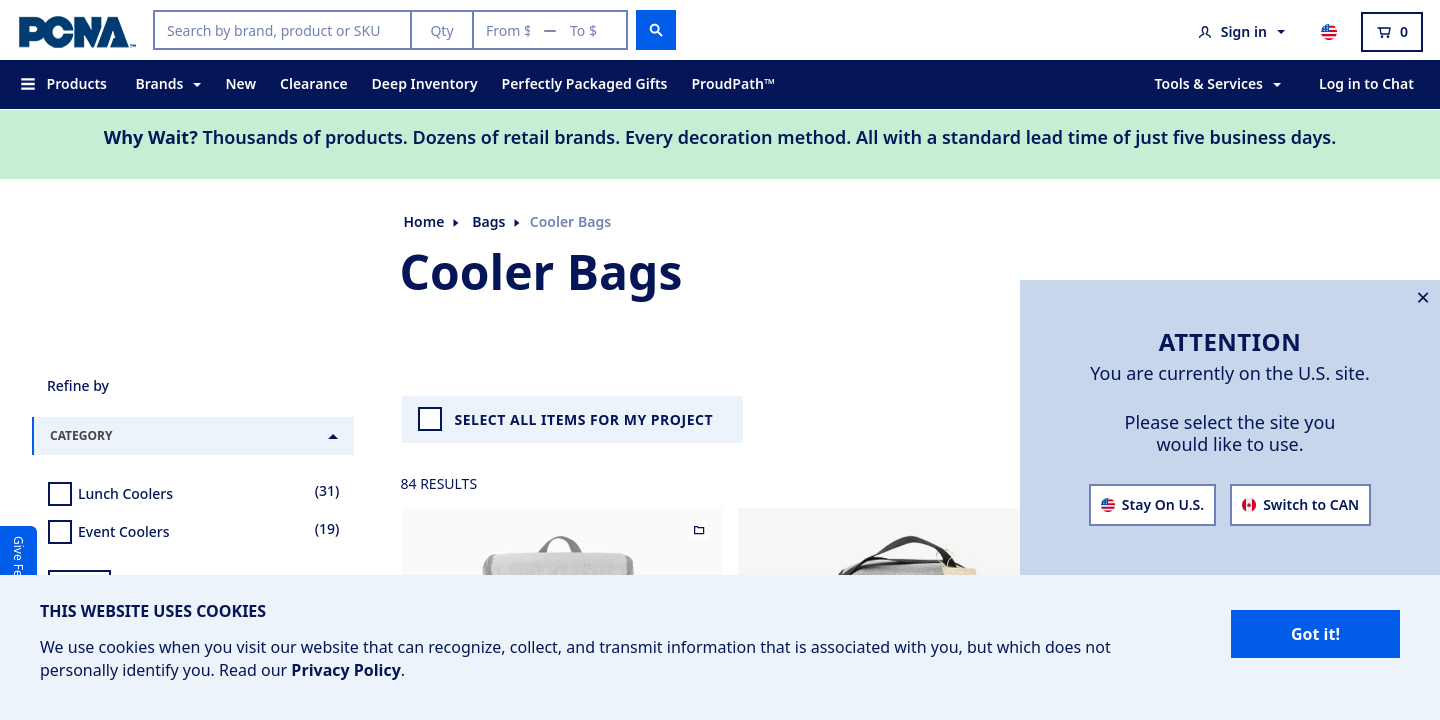 PCNA™
Search by brand, product or SKU
Qty
From $ — To $
Sign in
0
Products
Brands
New
Clearance
Deep Inventory
Perfectly Packaged Gifts
ProudPath™
Tools & Services
Log in to Chat
Why Wait? Thousands of products. Dozens of retail brands. Every decoration method. All with a standard lead time of just five business days.
Home
Bags
Cooler Bags
Cooler Bags
ATTENTION
You are currently on the U.S. site.
Please select the site you
would like to use.
Stay On U.S.
Switch to CAN
Refine by
CATEGORY
Lunch Coolers
(31)
Event Coolers
(19)
SELECT ALL ITEMS FOR MY PROJECT
84 RESULTS
Give Fe
THIS WEBSITE USES COOKIES
We use cookies when you visit our website that can recognize, collect, and transmit information that is associated with you, but which does not
personally identify you. Read our Privacy Policy.
Got it!